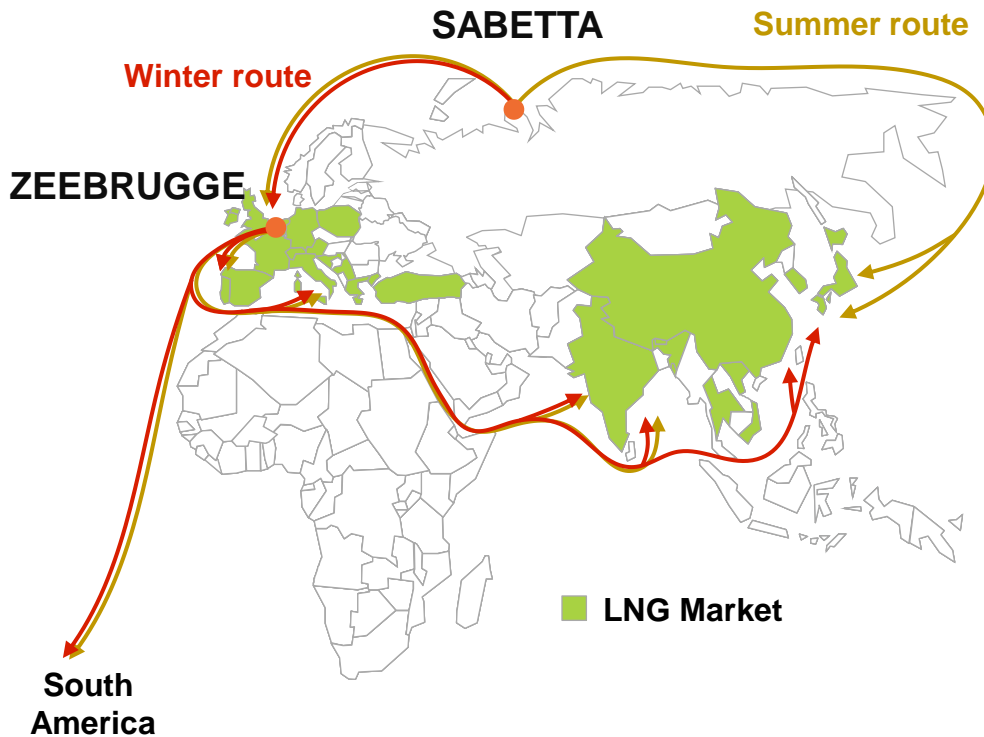 SABETTA
Summer route
Winter route
ZEEBRUGGE
LNG Market
South
America